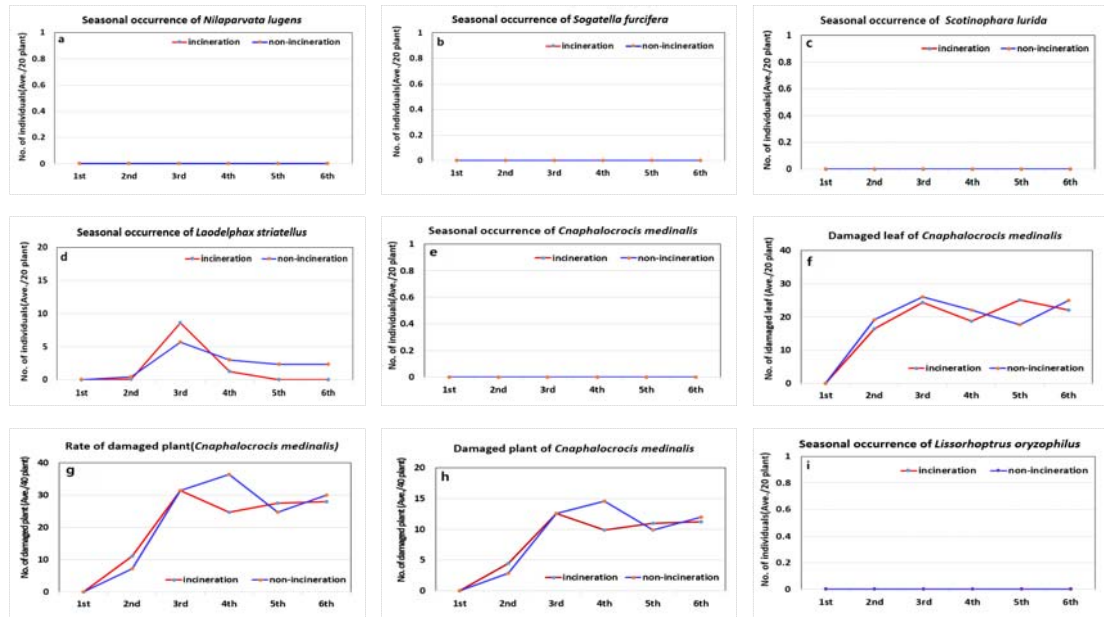 Seasonal occurrence of Nilaparvata lugens
a
incineration
non-incineration
No. of individuals(Ave./20 plant)
1
0.8
0.6
0.4
0.2
0
1st 2nd 3rd 4th 5th 6th
Seasonal occurrence of Sogatella furcifera
b
incineration
non-incineration
No. of individuals(Ave./20 plant)
1
0.8
0.6
0.4
0.2
0
1st 2nd 3rd 4th 5th 6th
Seasonal occurrence of Scotinophara lurida
c
incineration
non-incineration
No. of individuals(Ave./20 plant)
1
0.8
0.6
0.4
0.2
0
1st 2nd 3rd 4th 5th 6th
Seasonal occurrence of Laodelphax striatellus
d
incineration
non-incineration
No. of individuals(Ave./20 plant)
20
15
10
5
0
1st 2nd 3rd 4th 5th 6th
Seasonal occurrence of Cnaphalocrocis medinalis
e
incineration
non-incineration
No. of individuals(Ave./20 plant)
1
0.8
0.6
0.4
0.2
0
1st 2nd 3rd 4th 5th 6th
Damaged leaf of Cnaphalocrocis medinalis
f
No. of damaged leaf (Ave./20 plant)
40
30
20
10
0
incineration
non-incineration
1st 2nd 3rd 4th 5th 6th
Rate of damaged plant(Cnaphalocrocis medinalis)
g
No. of damaged plant (Ave./40 plant)
40
30
20
10
0
incineration
non-incineration
1st 2nd 3rd 4th 5th 6th
Damaged plant of Cnaphalocrocis medinalis
h
No. of damaged plant (Ave./20 plant)
20
15
10
5
0
incineration
non-incineration
1st 2nd 3rd 4th 5th 6th
Seasonal occurrence of Lissorhoptrus oryzophilus
i
incineration
non-incineration
No. of individuals(Ave./20 plant)
1
0.8
0.6
0.4
0.2
0
1st 2nd 3rd 4th 5th 6th